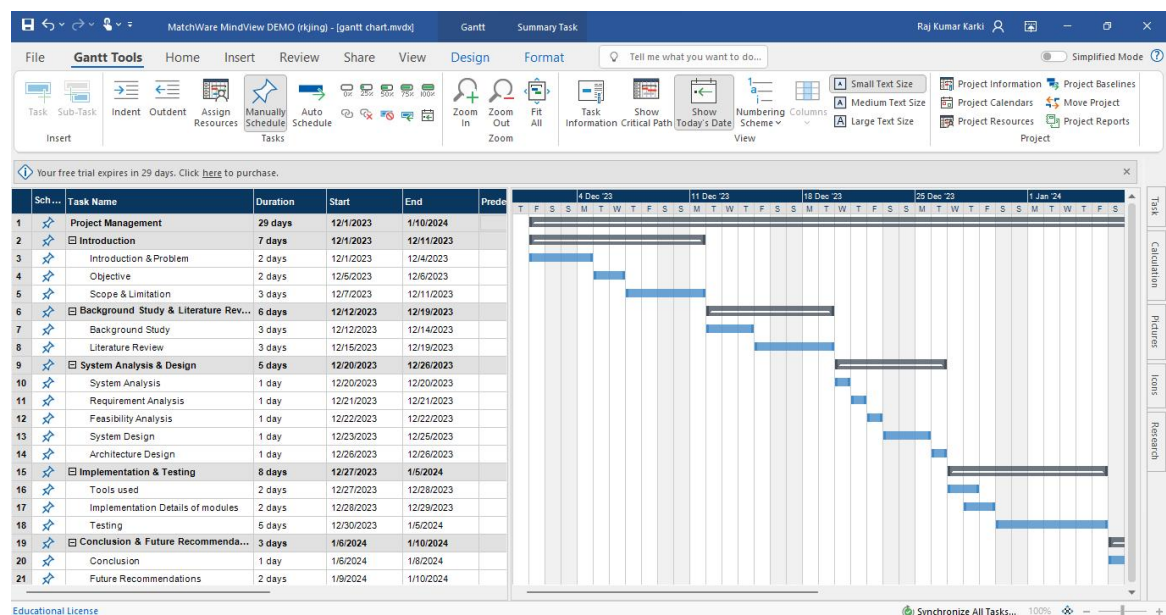 MatchWare MindView DEMO (rkjing) - [gantt chart.mvdx] Gantt Summary Task Raj Kumar Karki
File Gantt Tools Home Insert Review Share View Design Format Tell me what you want to do... Simplified Mode
Task Sub-Task Indent Outdent Assign Resources Manually Schedule Auto Schedule 0% 25% 50% 75% 100% Zoom In Zoom Out Fit All Task Information Show Critical Path Show Today's Date Numbering Scheme Columns
Small Text Size Project Information Project Baselines
Medium Text Size Project Calendars Move Project
Large Text Size Project Resources Project Reports
Insert Tasks Zoom View Project
Your free trial expires in 29 days. Click here to purchase.
Sch... Task Name Duration Start End Prede
4 Dec '23 11 Dec '23 18 Dec '23 25 Dec '23 1 Jan '24
T F S S M T W T F S S M T W T F S S M T W T F S S M T W T F S S M T W T F S
1 Project Management 29 days 12/1/2023 1/10/2024
2 Introduction 7 days 12/1/2023 12/11/2023
3 Introduction & Problem 2 days 12/1/2023 12/4/2023
4 Objective 2 days 12/5/2023 12/6/2023
5 Scope & Limitation 3 days 12/7/2023 12/11/2023
6 Background Study & Literature Rev... 6 days 12/12/2023 12/19/2023
7 Background Study 3 days 12/12/2023 12/14/2023
8 Literature Review 3 days 12/15/2023 12/19/2023
9 System Analysis & Design 5 days 12/20/2023 12/26/2023
10 System Analysis 1 day 12/20/2023 12/20/2023
11 Requirement Analysis 1 day 12/21/2023 12/21/2023
12 Feasibility Analysis 1 day 12/22/2023 12/22/2023
13 System Design 1 day 12/23/2023 12/25/2023
14 Architecture Design 1 day 12/26/2023 12/26/2023
15 Implementation & Testing 8 days 12/27/2023 1/5/2024
16 Tools used 2 days 12/27/2023 12/28/2023
17 Implementation Details of modules 2 days 12/28/2023 12/29/2023
18 Testing 5 days 12/30/2023 1/5/2024
19 Conclusion & Future Recommenda... 3 days 1/6/2024 1/10/2024
20 Conclusion 1 day 1/6/2024 1/8/2024
21 Future Recommendations 2 days 1/9/2024 1/10/2024
Task
Calculation
Pictures
Icons
Research
Educational License Synchronize All Tasks... 100%